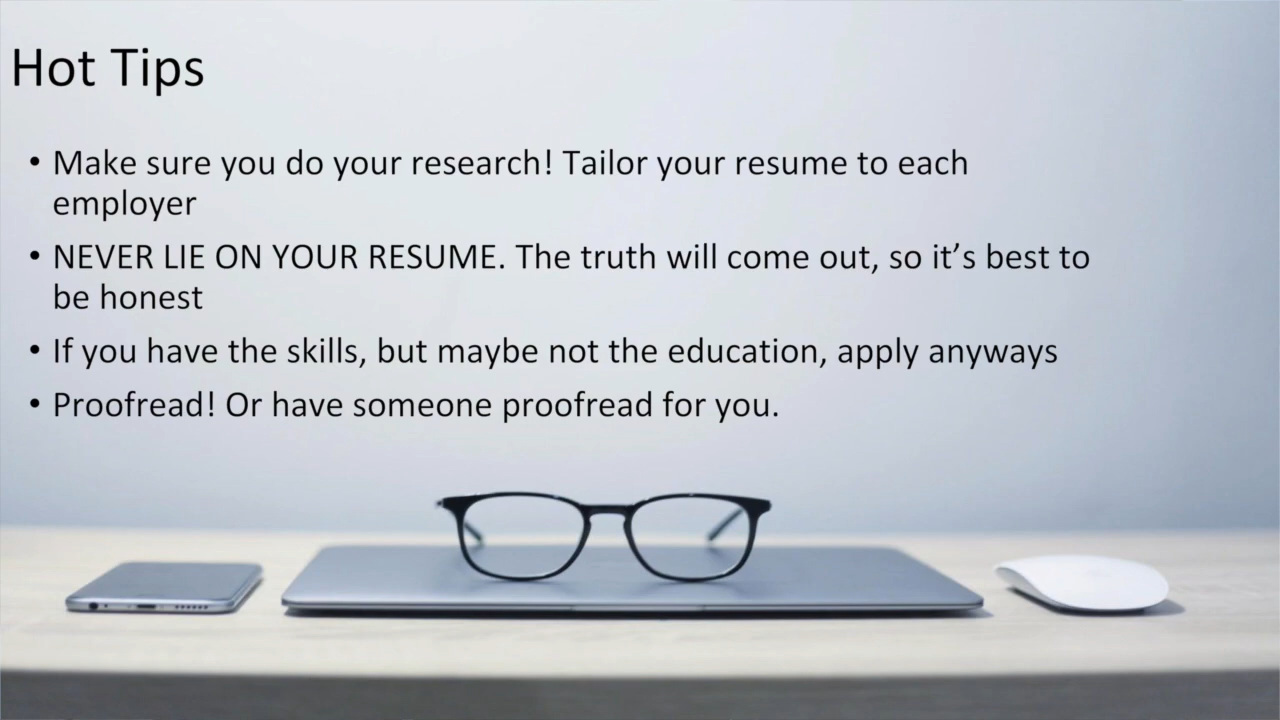 Hot Tips
• Make sure you do your research! Tailor your resume to each
employer
• NEVER LIE ON YOUR RESUME. The truth will come out, so it’s best to
be honest
• If you have the skills, but maybe not the education, apply anyways
• Proofread! Or have someone proofread for you.